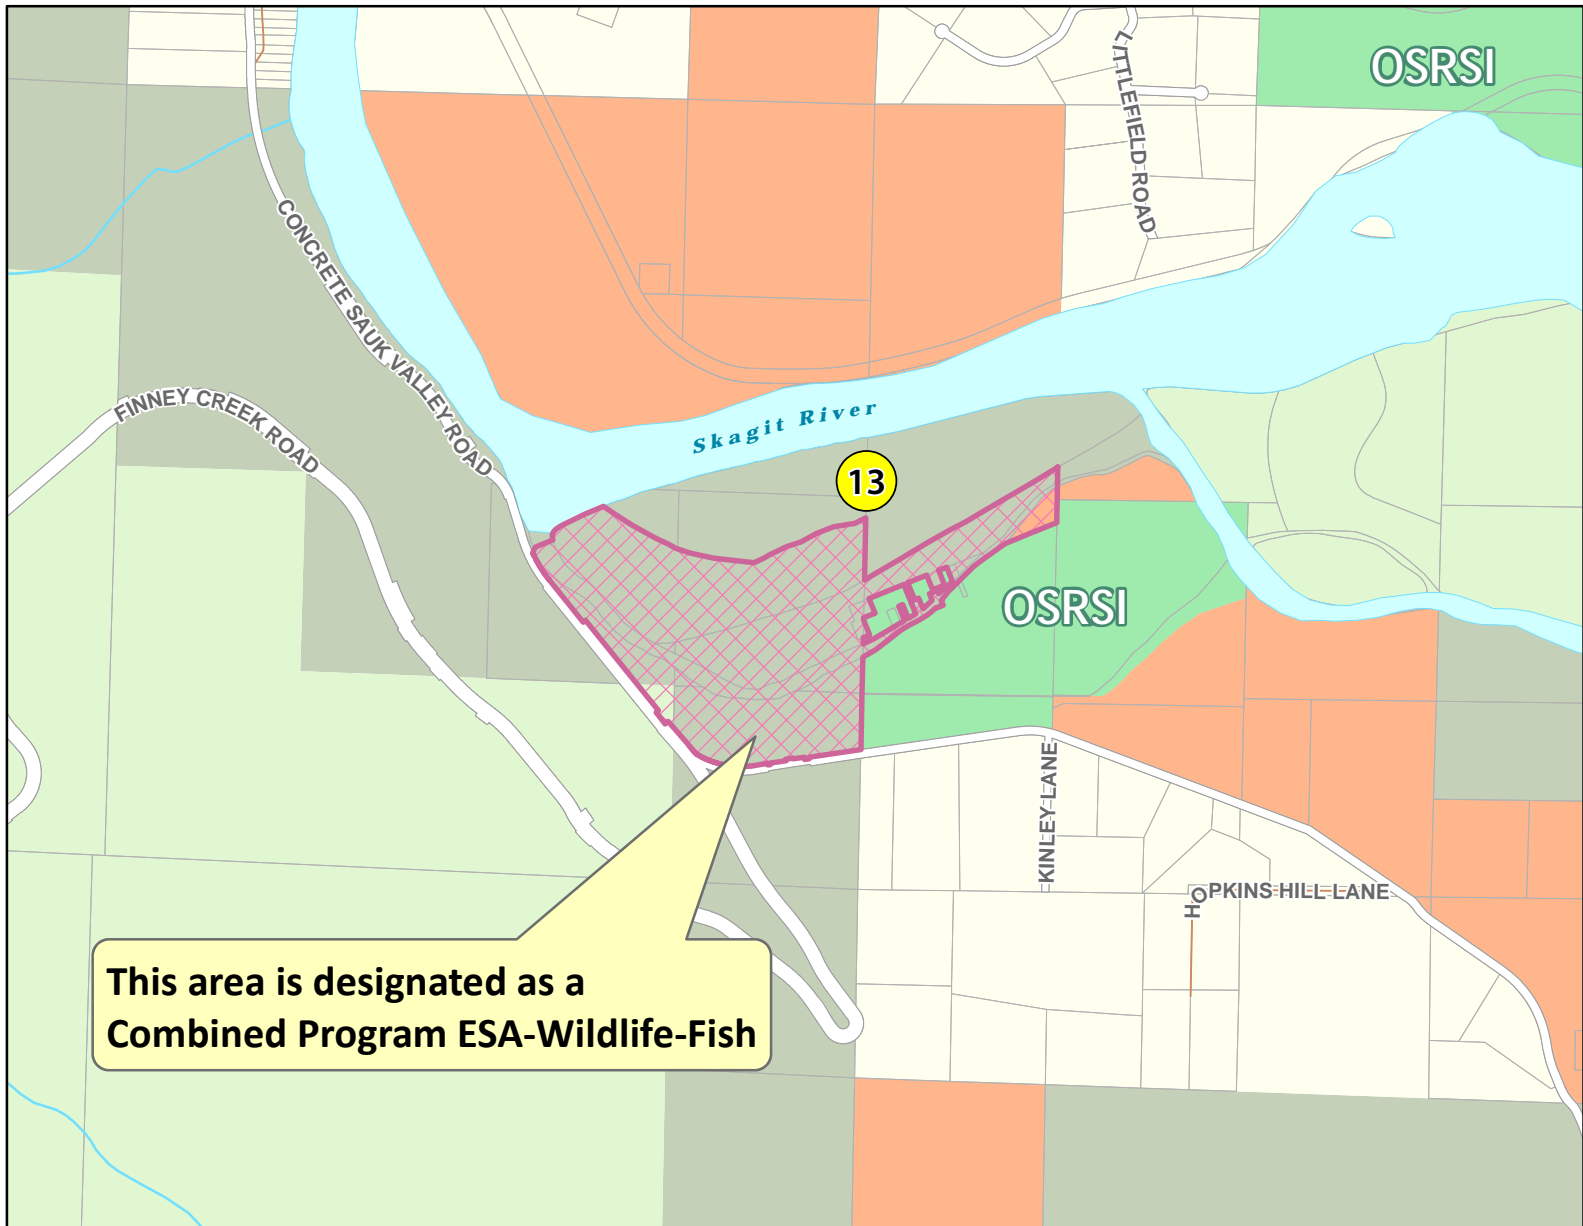 OSRSI
LITTLEFIELD ROAD
CONCRETE SAUK VALLEY ROAD
FINNEY CREEK ROAD
Skagit River
13
OSRSI
KINLEY LANE
HOPKINS HILL LANE
This area is designated as a
Combined Program ESA-Wildlife-Fish